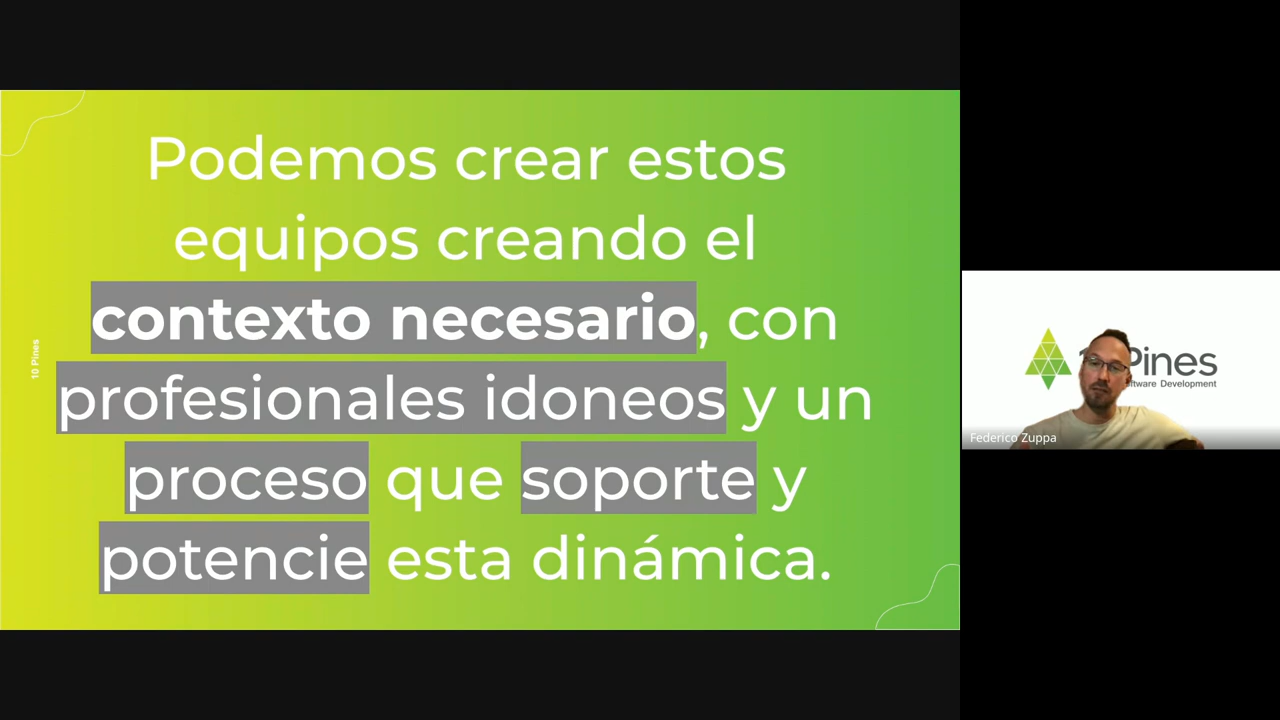 Podemos crear estos
equipos creando el
contexto necesario, con
profesionales idoneos y un
proceso que soporte y
potencie esta dinámica.
10 Pines
Pines
ftware Development
Federico Zuppa